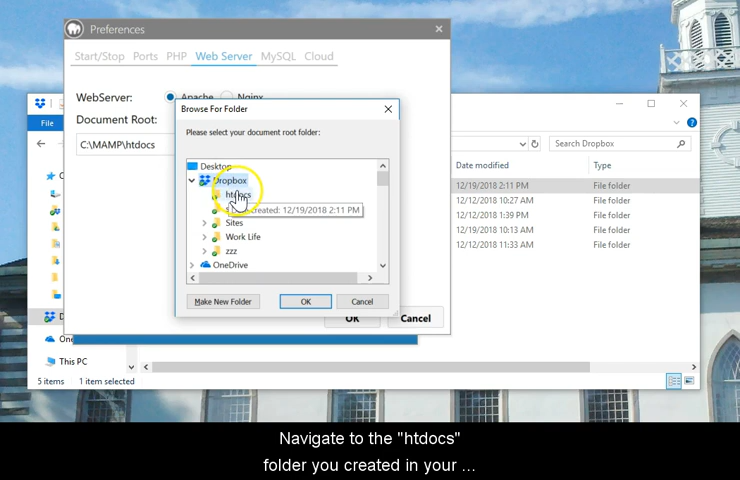 Preferences
Start/Stop Ports PHP Web Server MySQL Cloud
WebServer: Apache Nginx
Document Root:
C:\MAMP\htdocs
Browse For Folder
Please select your document root folder:
Desktop
Dropbox
htdocs
created: 12/19/2018 2:11 PM
Sites
Work Life
zzz
OneDrive
Make New Folder OK Cancel
OK Cancel
File
Search Dropbox
Date modified Type
12/19/2018 2:11 PM File folder
12/12/2018 10:27 AM File folder
12/12/2018 1:39 PM File folder
12/19/2018 10:13 AM File folder
12/12/2018 11:33 AM File folder
This PC
5 items 1 item selected
Navigate to the "htdocs"
folder you created in your ...